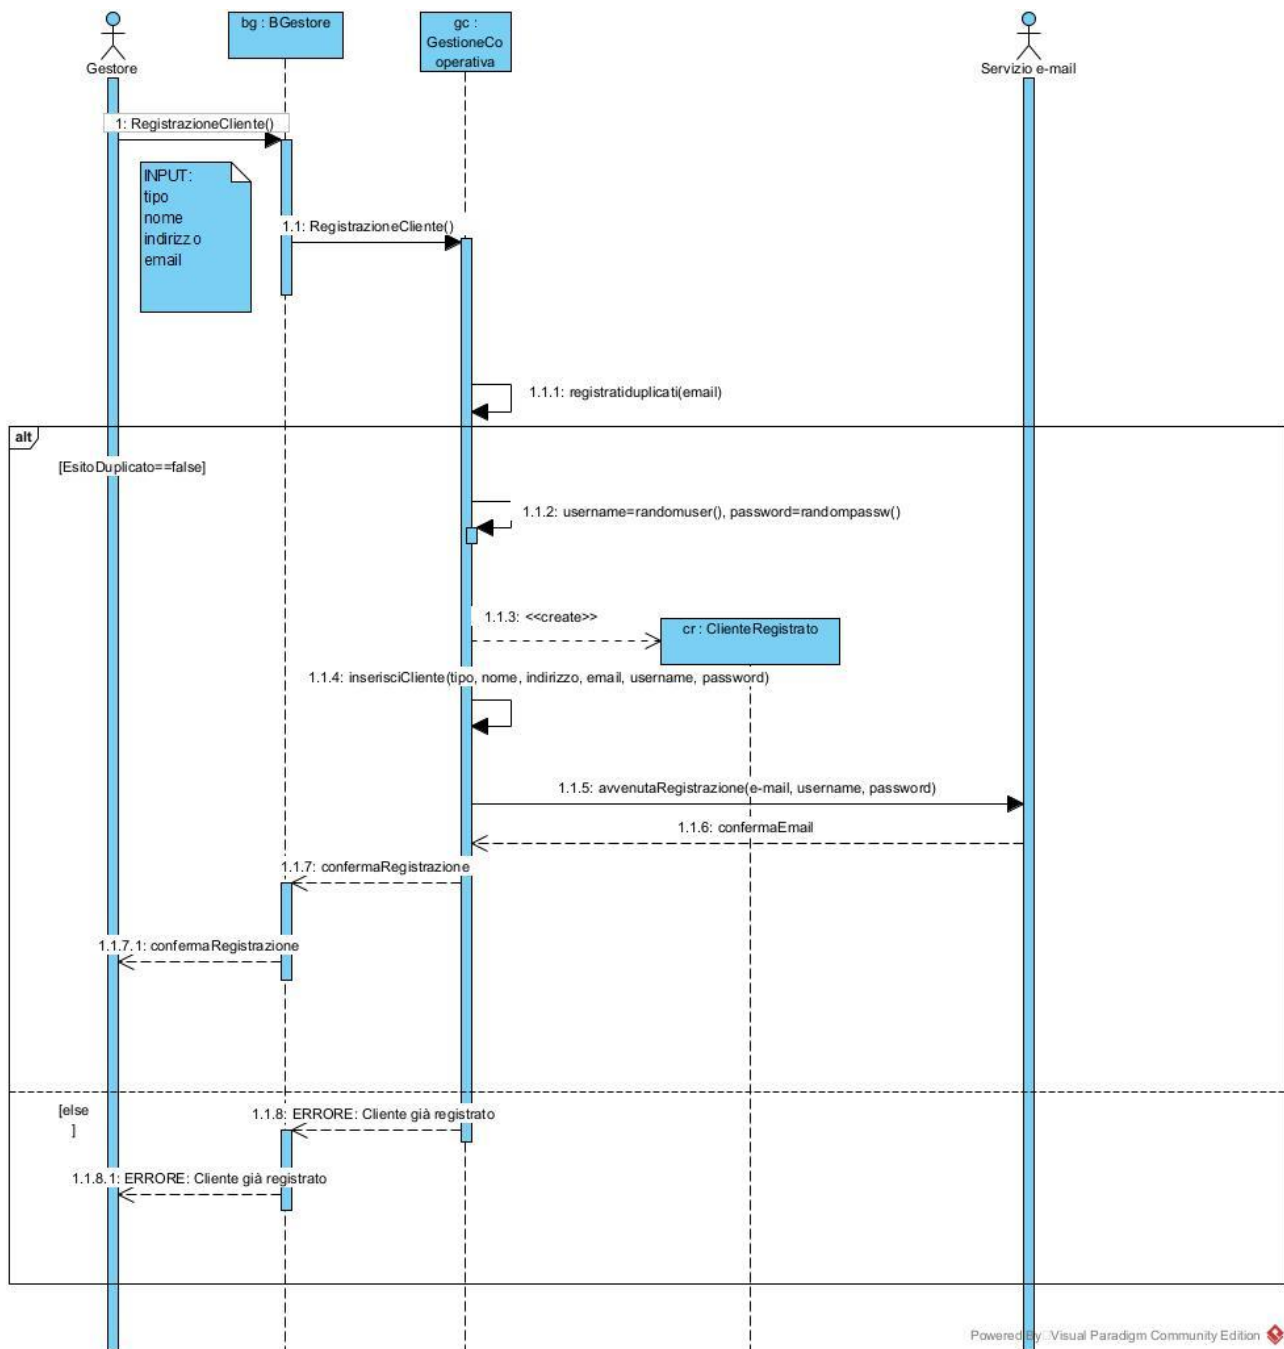 bg : BGestore
gc :
GestioneCo
operativa
Gestore
Servizio e-mail
1: RegistrazioneCliente()
INPUT:
tipo
nome
indirizzo
email
1.1: RegistrazioneCliente()
1.1.1: registratiduplicati(email)
alt
[EsitoDuplicato==false]
1.1.2: username=randomuser(), password=randompassw()
1.1.3: <<create>>
cr : ClienteRegistrato
1.1.4: inserisciCliente(tipo, nome, indirizzo, email, username, password)
1.1.5: avvenutaRegistrazione(e-mail, username, password)
1.1.6: confermaEmail
1.1.7: confermaRegistrazione
1.1.7.1: confermaRegistrazione
[else
]
1.1.8: ERRORE: Cliente già registrato
1.1.8.1: ERRORE: Cliente già registrato
Powered By Visual Paradigm Community Edition